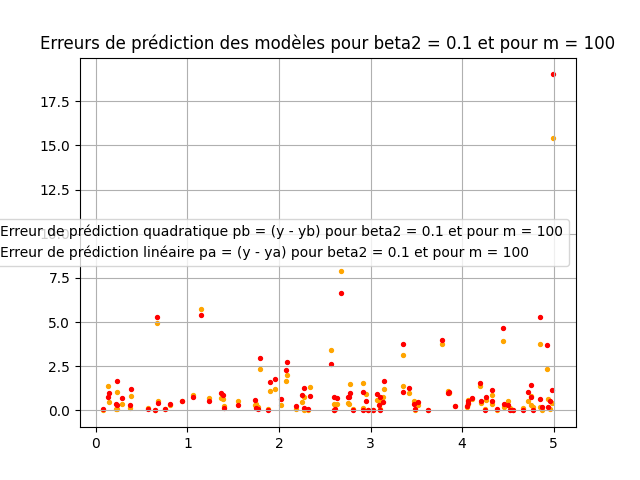 Erreurs de prédiction des modèles pour beta2 = 0.1 et pour m = 100
17.5
15.0
12.5
Erreur de prédiction quadratique pb = (y - yb) pour beta2 = 0.1 et pour m = 100
10.0
Erreur de prédiction linéaire pa = (y - ya) pour beta2 = 0.1 et pour m = 100
7.5
5.0
2.5
0.0
0 1 2 3 4 5